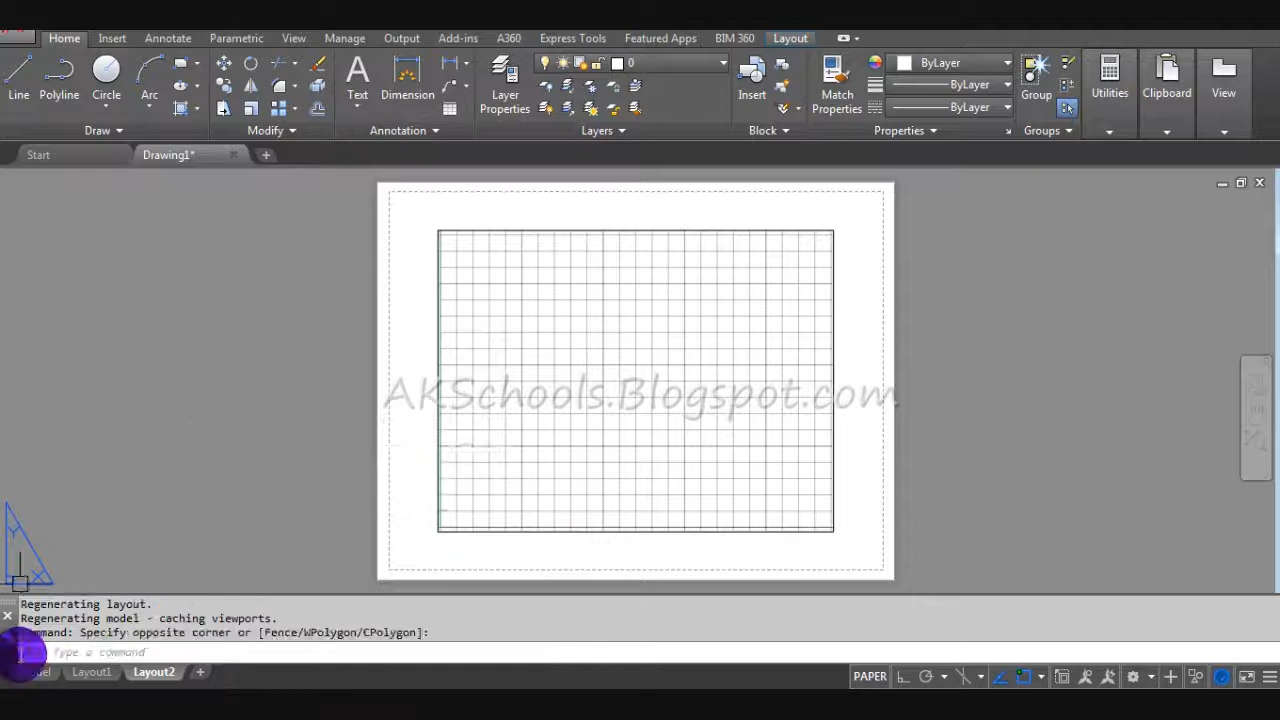 Home Insert Annotate Parametric View Manage Output Add-ins A360 Express Tools Featured Apps BIM 360 Layout
0 ByLayer
ByLayer
ByLayer
Line Polyline Circle Arc Text Dimension Layer Properties Insert Match Properties Group Utilities Clipboard View
Draw Modify Annotation Layers Block Properties Groups
Start Drawing1*
AKSchools.Blogspot.com
Y
X
Regenerating layout.
Regenerating model - caching viewports.
Command: Specify opposite corner or [Fence/WPolygon/CPolygon]:
Type a command
Layout1 Layout2
PAPER